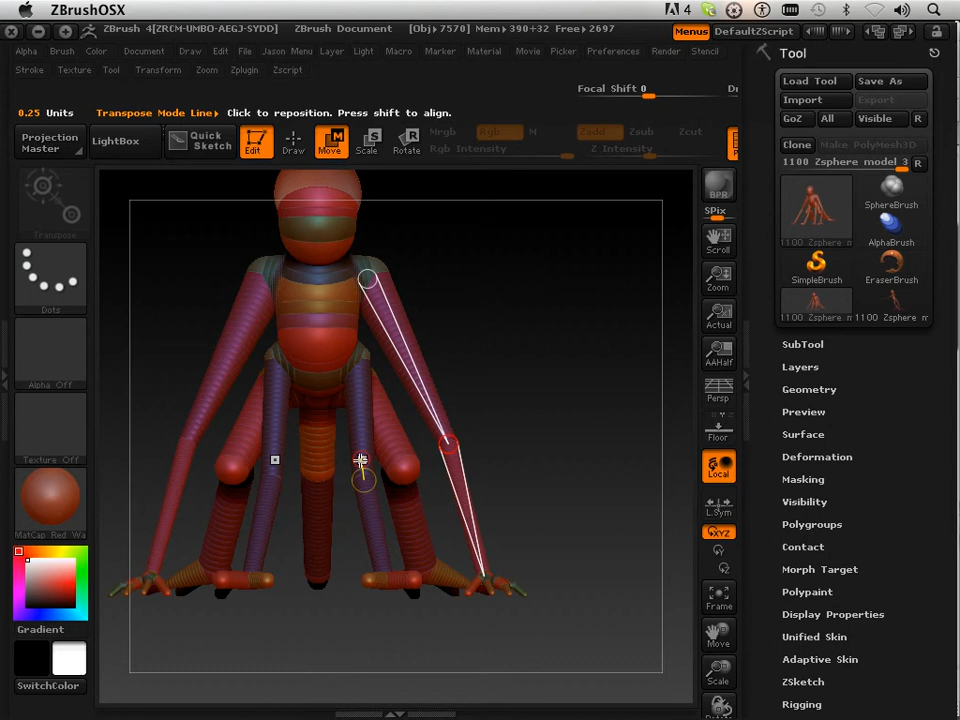 ZBrushOSX
4
ZBrush 4[ZRCM-UMBO-AEGJ-SYDD] ZBrush Document [Obj▸7570] Mem▸390+32 Free▸2697 Menus DefaultZScript
Alpha Brush Color Document Draw Edit File Jason Menu Layer Light Macro Marker Material Movie Picker Preferences Render Stencil
Stroke Texture Tool Transform Zoom Zplugin Zscript
Tool
Load Tool Save As
Import Export
GoZ All Visible R
Clone Make PolyMesh3D
1100 Zsphere model 3 R
Focal Shift 0
0.25 Units Transpose Mode Line▸ Click to reposition. Press shift to align.
Projection Master
LightBox
Quick Sketch
Edit Draw Move Scale Rotate
Mrgb Rgb M
Rgb Intensity
Zadd Zsub Zcut
Z Intensity
Transpose
Dots
Alpha Off
Texture Off
MatCap Red Wa
Gradient
SwitchColor
BPR
SPix
Scroll
Zoom
Actual
AAHalf
Persp
Floor
Local
L.Sym
XYZ
Y
Z
Frame
Move
Scale
1100 Zsphere m
SphereBrush
AlphaBrush
SimpleBrush EraserBrush
1100 Zsphere m 1100 Zsphere m
SubTool
Layers
Geometry
Preview
Surface
Deformation
Masking
Visibility
Polygroups
Contact
Morph Target
Polypaint
Display Properties
Unified Skin
Adaptive Skin
ZSketch
Rigging